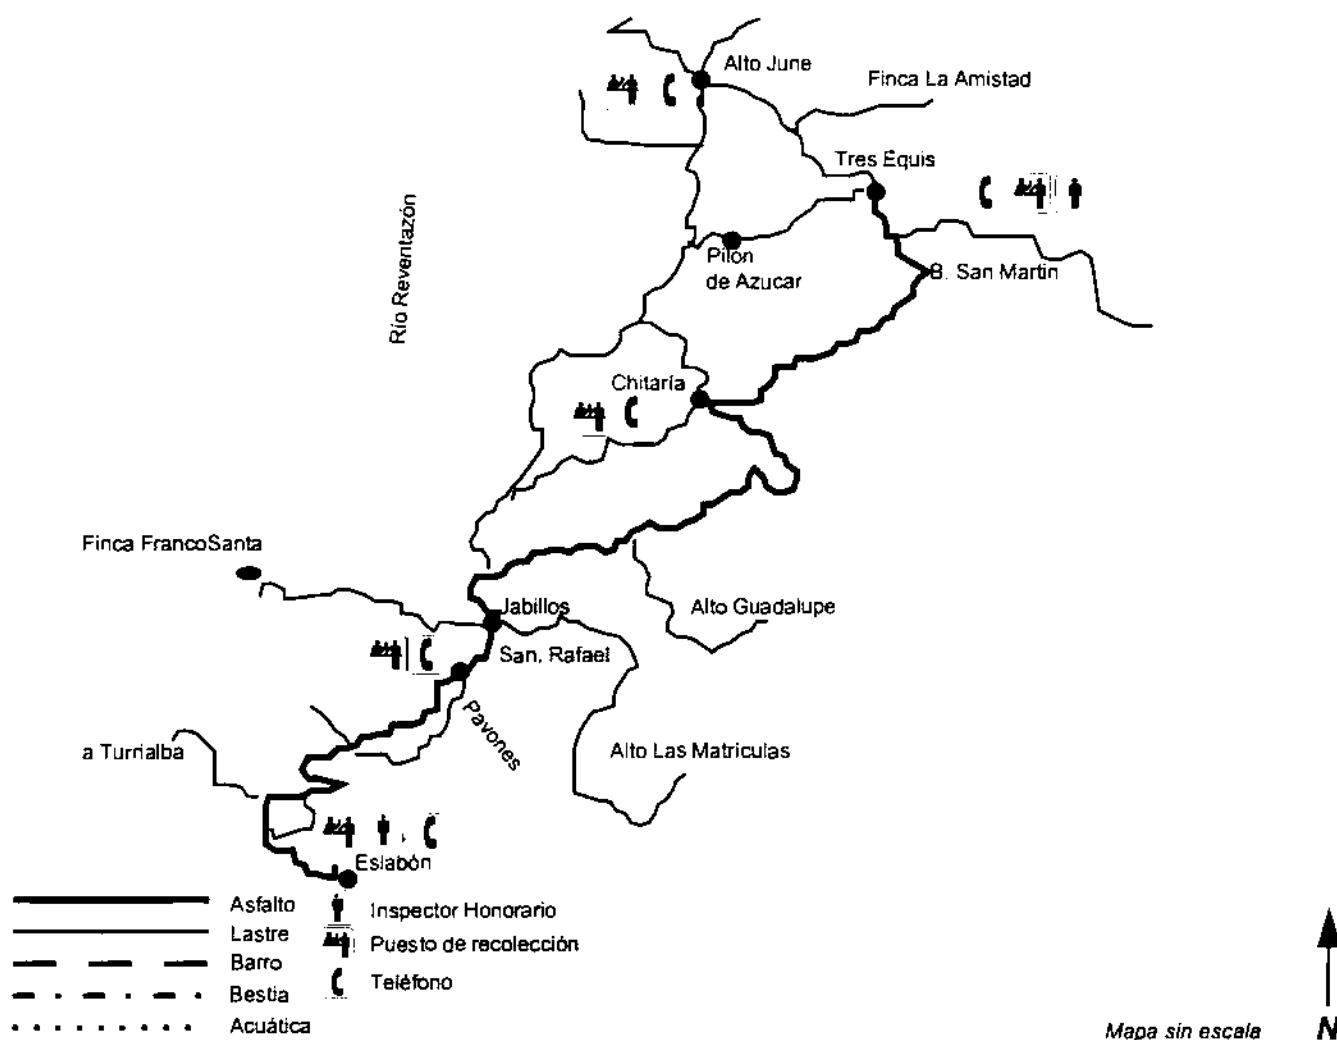 Alto June
Finca La Amistad
Tres Equis
Río Reventazón
Pilon
de Azucar
B. San Martin
Chitaría
Finca FrancoSanta
Jabillos
Alto Guadalupe
San. Rafael
Pavones
a Turrialba
Alto Las Matriculas
Eslabón
Asfalto
Lastre
Barro
Bestia
Acuática
Inspector Honorario
Puesto de recolección
Teléfono
Mapa sin escala
N